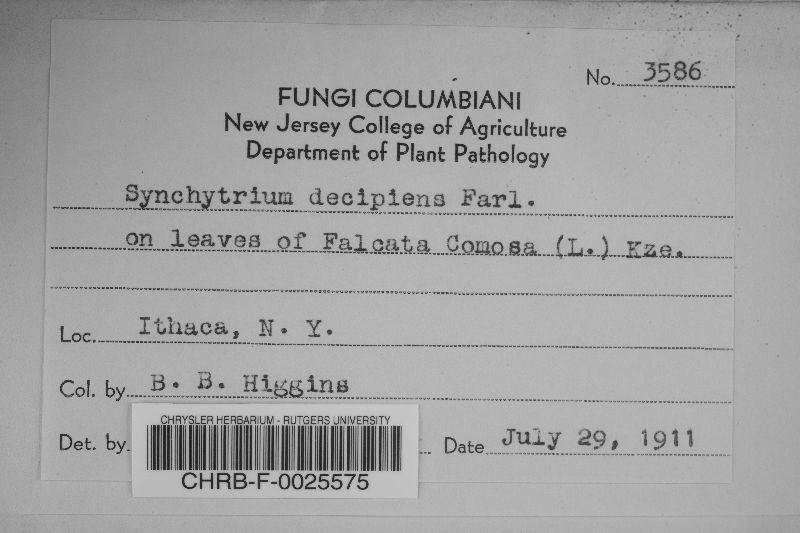 No. 3586
FUNGI COLUMBIANI
New Jersey College of Agriculture
Department of Plant Pathology
Synchytrium decipiens Farl.
on leaves of Falcata Comosa (L.) Kze.
Loc. Ithaca, N. Y.
Col. by B. B. Higgins
Det. by Date July 29, 1911
CHRYSLER HERBARIUM - RUTGERS UNIVERSITY
CHRB-F-0025575